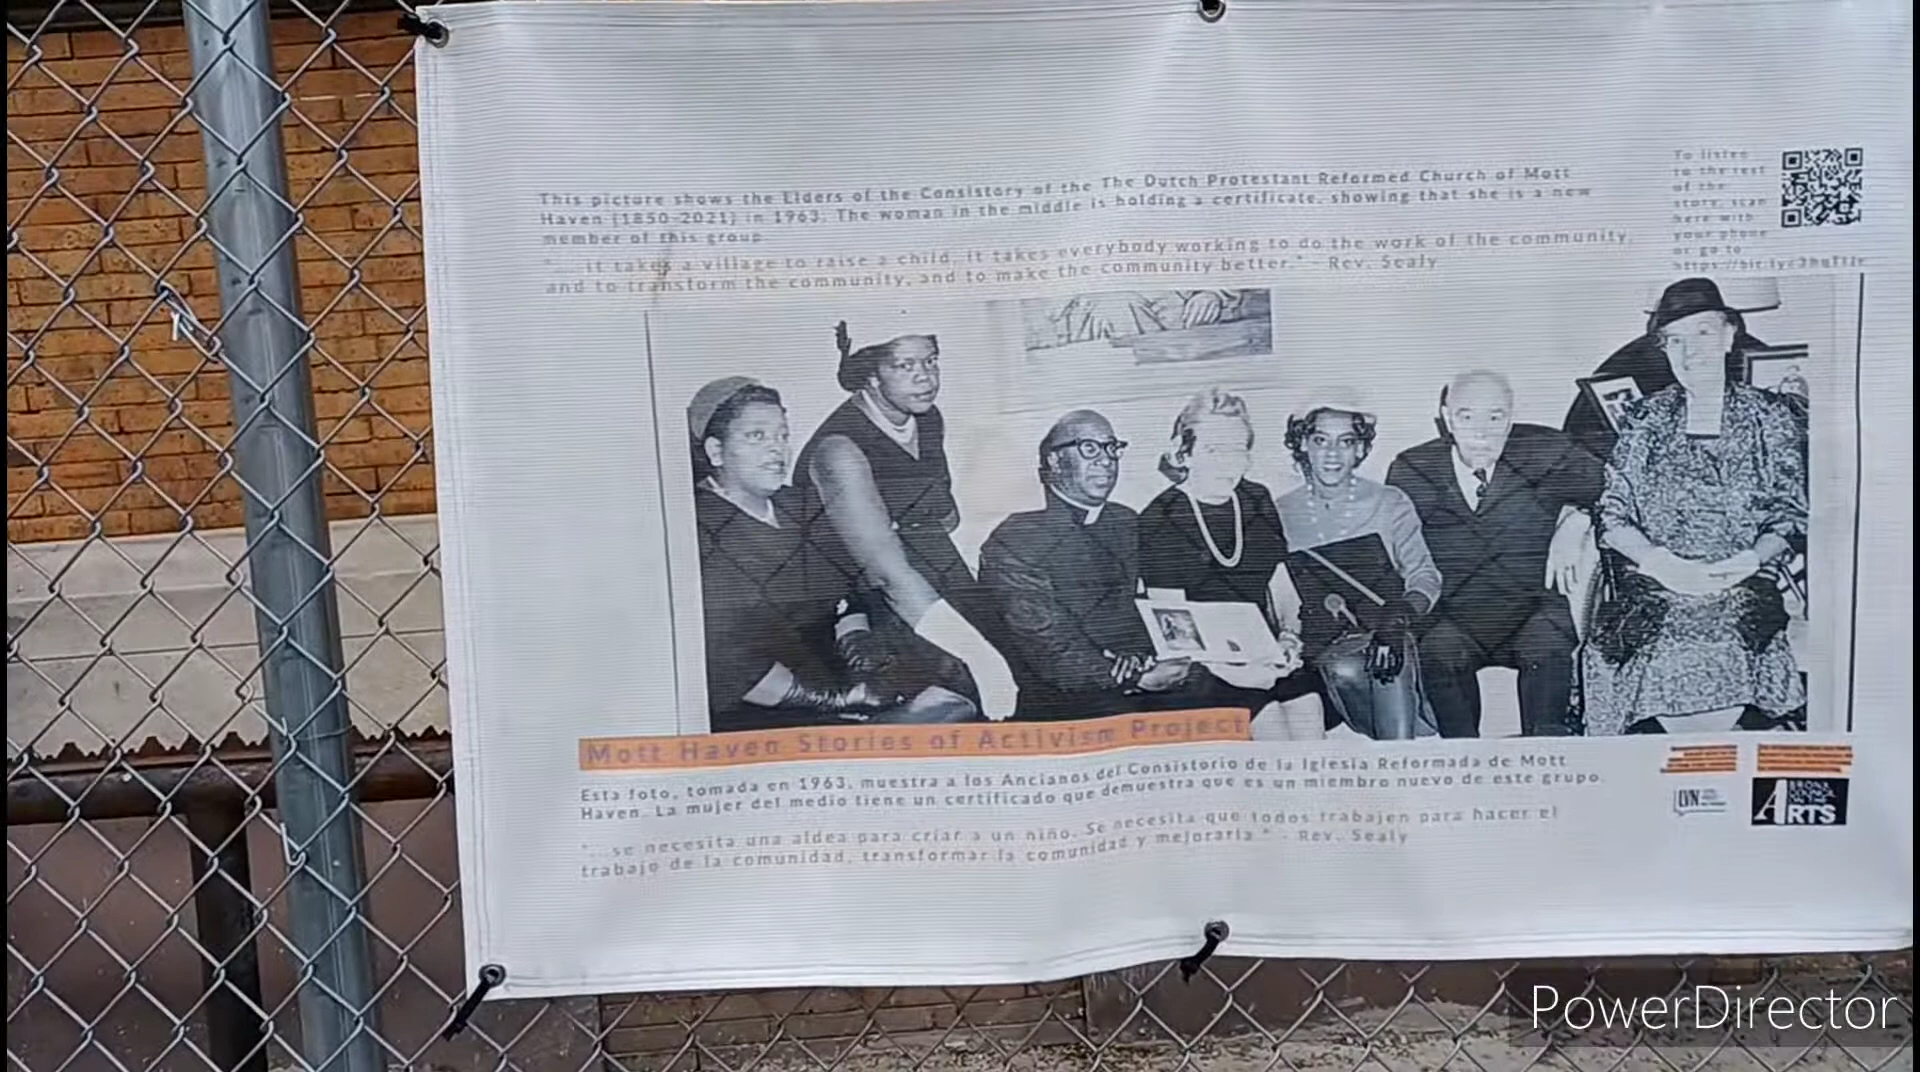 This picture shows the Elders of the Consistory of the The Dutch Protestant Reformed Church of Mott
Haven (1850-2021) in 1963. The woman in the middle is holding a certificate, showing that she is a new
member of this group.
"... it takes a village to raise a child, it takes everybody working to do the work of the community,
and to transform the community, and to make the community better." - Rev. Sealy
To listen
to the rest
of the
story, scan
here with
your phone
or go to
Mott Haven Stories of Activism Project
Esta foto, tomada en 1963, muestra a los Ancianos del Consistorio de la Iglesia Reformada de Mott
Haven. La mujer del medio tiene un certificado que demuestra que es un miembro nuevo de este grupo.
"...se necesita una aldea para criar a un niño. Se necesita que todos trabajen para hacer el
trabajo de la comunidad, transformar la comunidad y mejorarla." - Rev. Sealy
LVN
BRONX
COUNCIL
ON THE
ARTS
PowerDirector